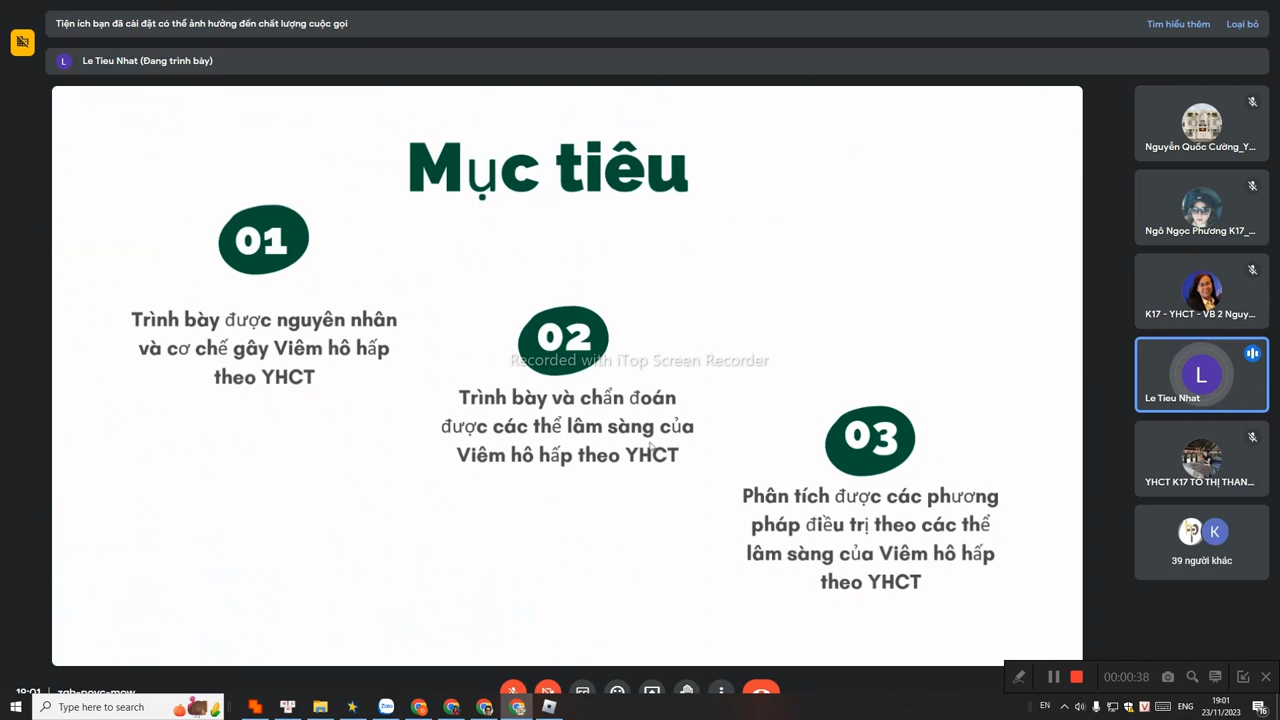 Tiện ích bạn đã cài đặt có thể ảnh hưởng đến chất lượng cuộc gọi
Tìm hiểu thêm
Loại bỏ
L
Le Tieu Nhat (Đang trình bày)
Mục tiêu
01
Trình bày được nguyên nhân
và cơ chế gây Viêm hô hấp
theo YHCT
02
Recorded with iTop Screen Recorder
Trình bày và chẩn đoán
được các thể lâm sàng của
Viêm hô hấp theo YHCT
03
Phân tích được các phương
pháp điều trị theo các thể
lâm sàng của Viêm hô hấp
theo YHCT
Nguyễn Quốc Cường_Y...
Ngô Ngọc Phương K17_...
K17 - YHCT - VB 2 Nguy...
L
Le Tieu Nhat
YHCT K17 TÔ THỊ THAN...
K
39 người khác
00:00:38
19:01
zgb-povc-mow
Type here to search
EN
ENG
19:01
23/11/2023